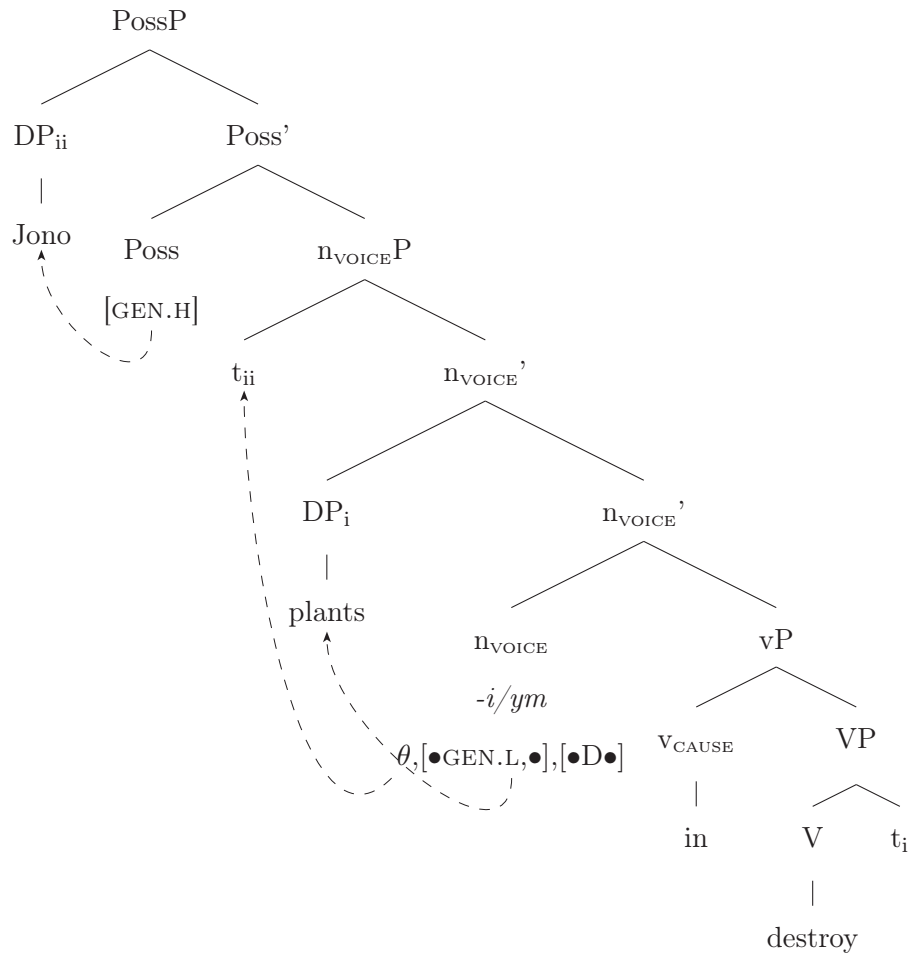 PossP
DPii Poss'
Jono Poss nVOICEP
[GEN.H]
tii nVOICE'
DPi nVOICE'
plants nVOICE vP
-i/ym
θ,[●GEN.L,●],[●D●] vCAUSE VP
in V ti
destroy